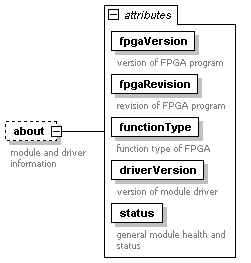 attributes
fpgaVersion
version of FPGA program
fpgaRevision
revision of FPGA program
functionType
function type of FPGA
driverVersion
version of module driver
status
general module health and
status
about
module and driver
information